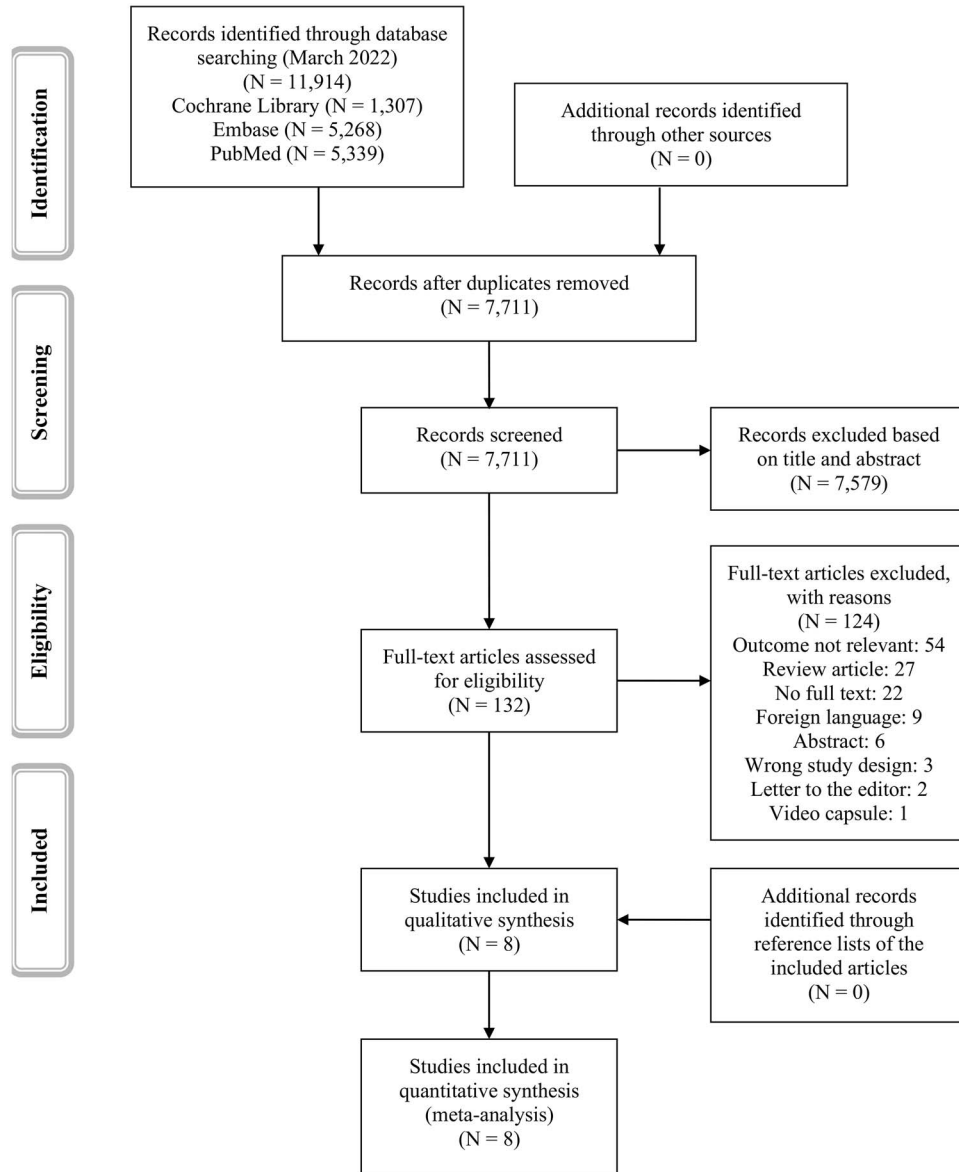 Identification
Records identified through database
searching (March 2022)
(N = 11,914)
Cochrane Library (N = 1,307)
Embase (N = 5,268)
PubMed (N = 5,339)
Additional records identified
through other sources
(N = 0)
Records after duplicates removed
(N = 7,711)
Screening
Records screened
(N = 7,711)
Records excluded based
on title and abstract
(N = 7,579)
Eligibility
Full-text articles assessed
for eligibility
(N = 132)
Full-text articles excluded,
with reasons
(N = 124)
Outcome not relevant: 54
Review article: 27
No full text: 22
Foreign language: 9
Abstract: 6
Wrong study design: 3
Letter to the editor: 2
Video capsule: 1
Included
Studies included in
qualitative synthesis
(N = 8)
Additional records
identified through
reference lists of the
included articles
(N = 0)
Studies included in
quantitative synthesis
(meta-analysis)
(N = 8)